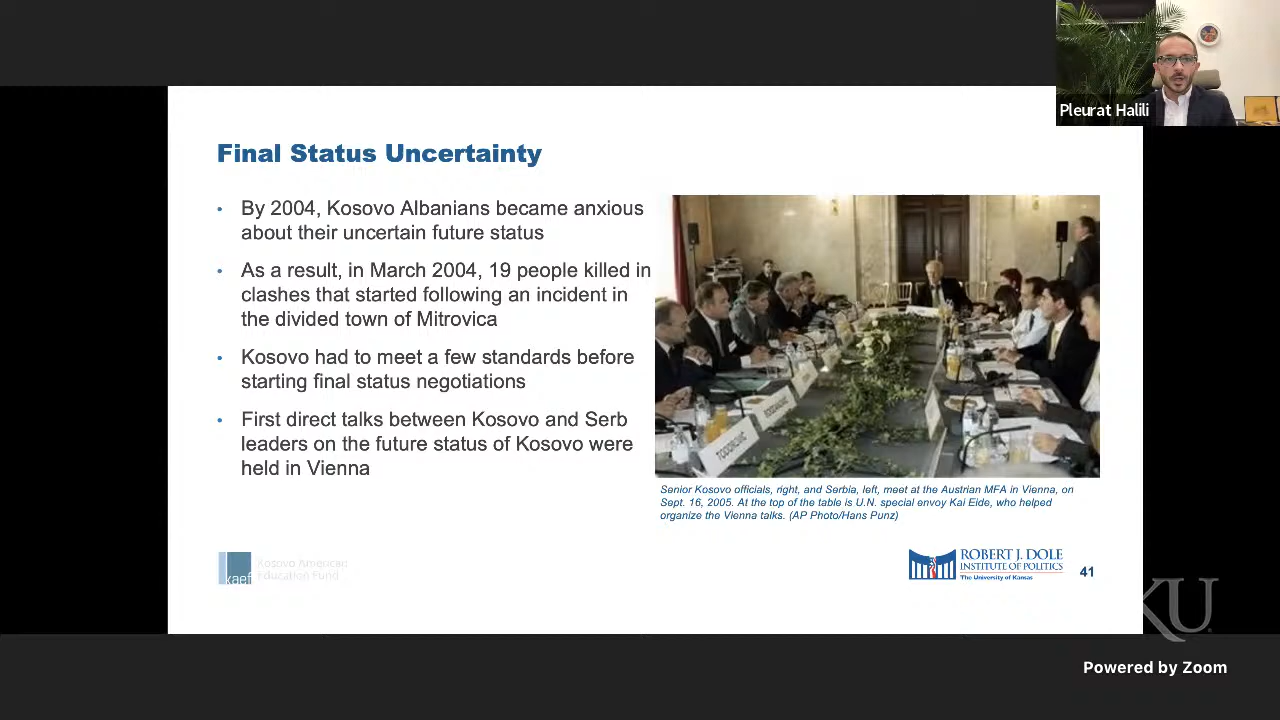 Pleurat Halili
Final Status Uncertainty
• By 2004, Kosovo Albanians became anxious
about their uncertain future status
• As a result, in March 2004, 19 people killed in
clashes that started following an incident in
the divided town of Mitrovica
• Kosovo had to meet a few standards before
starting final status negotiations
• First direct talks between Kosovo and Serb
leaders on the future status of Kosovo were
held in Vienna
TODOROVIC
Senior Kosovo officials, right, and Serbia, left, meet at the Austrian MFA in Vienna, on
Sept. 16, 2005. At the top of the table is U.N. special envoy Kai Eide, who helped
organize the Vienna talks. (AP Photo/Hans Punz)
kaef
Kosovo American
Education Fund
ROBERT J. DOLE
INSTITUTE OF POLITICS
The University of Kansas
41
KU
Powered by Zoom